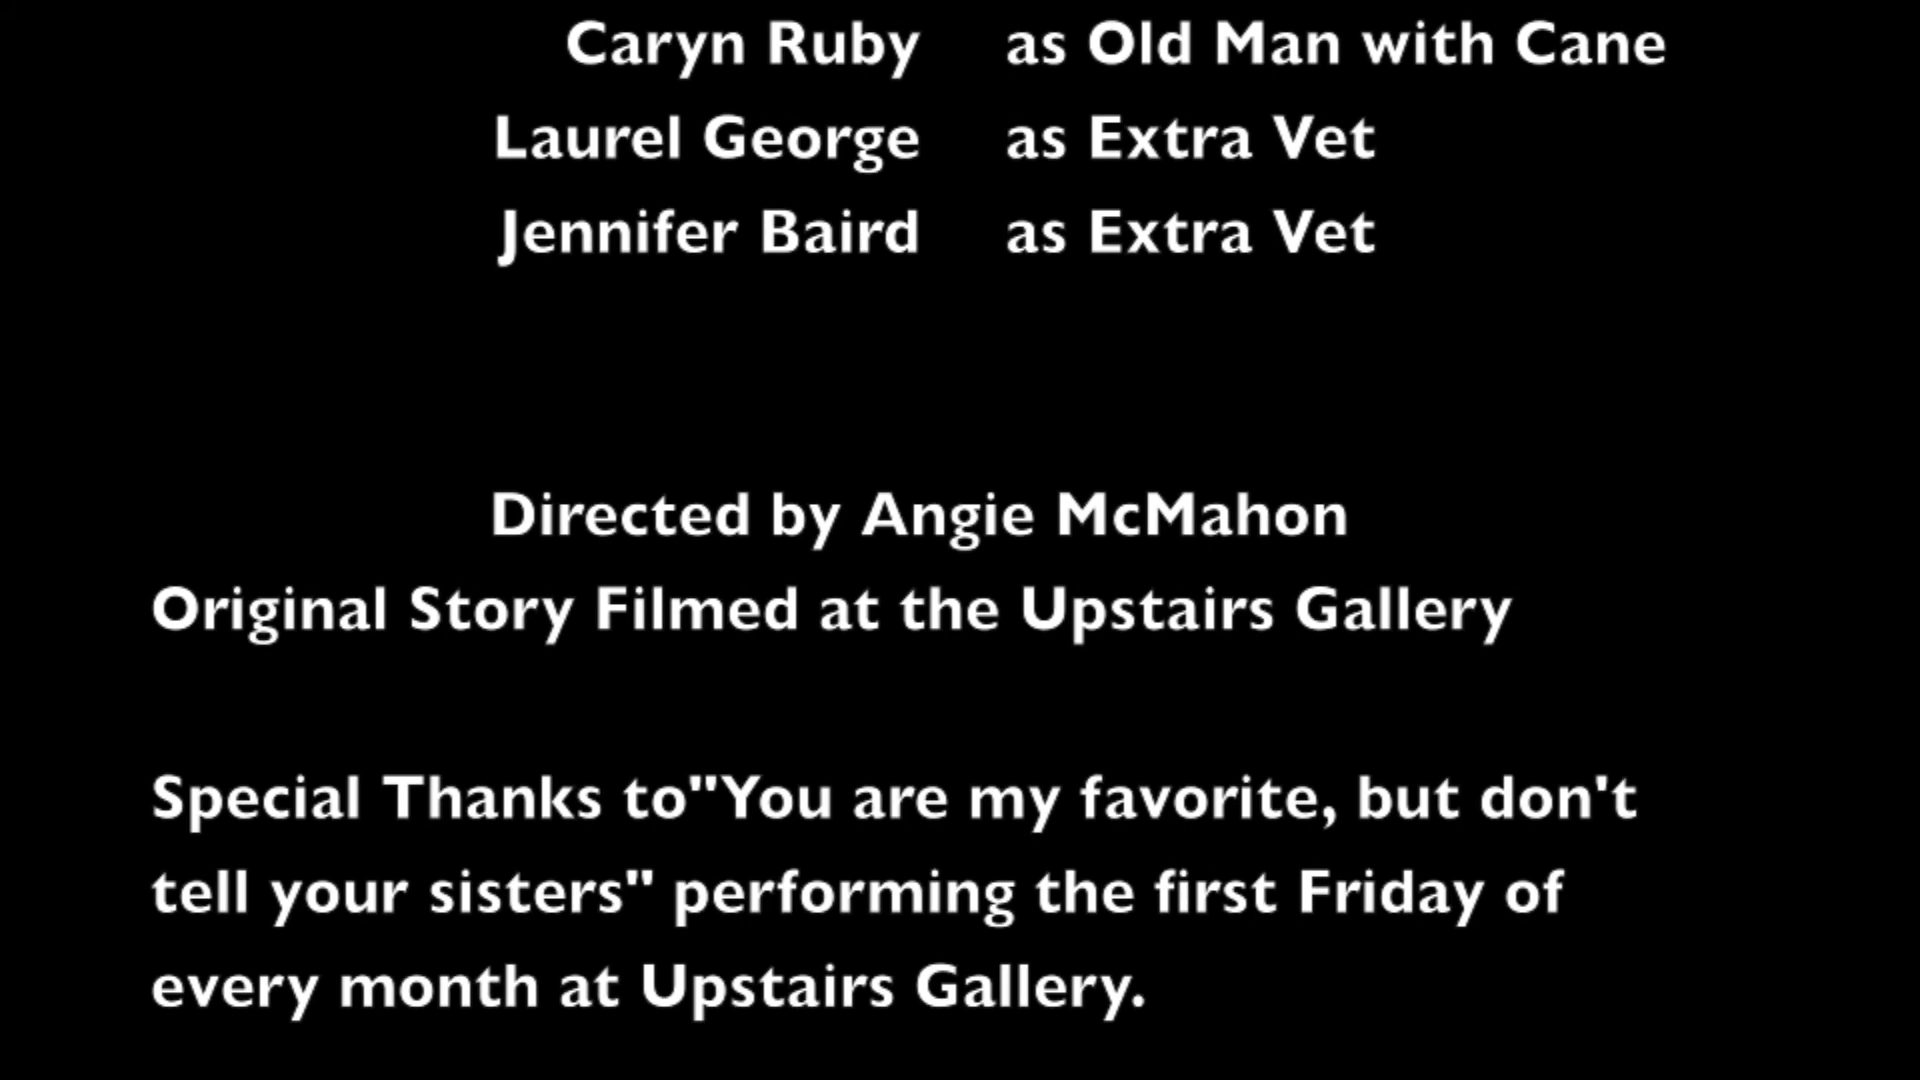 Caryn Ruby as Old Man with Cane
Laurel George as Extra Vet
Jennifer Baird as Extra Vet
Directed by Angie McMahon
Original Story Filmed at the Upstairs Gallery
Special Thanks to"You are my favorite, but don't
tell your sisters" performing the first Friday of
every month at Upstairs Gallery.